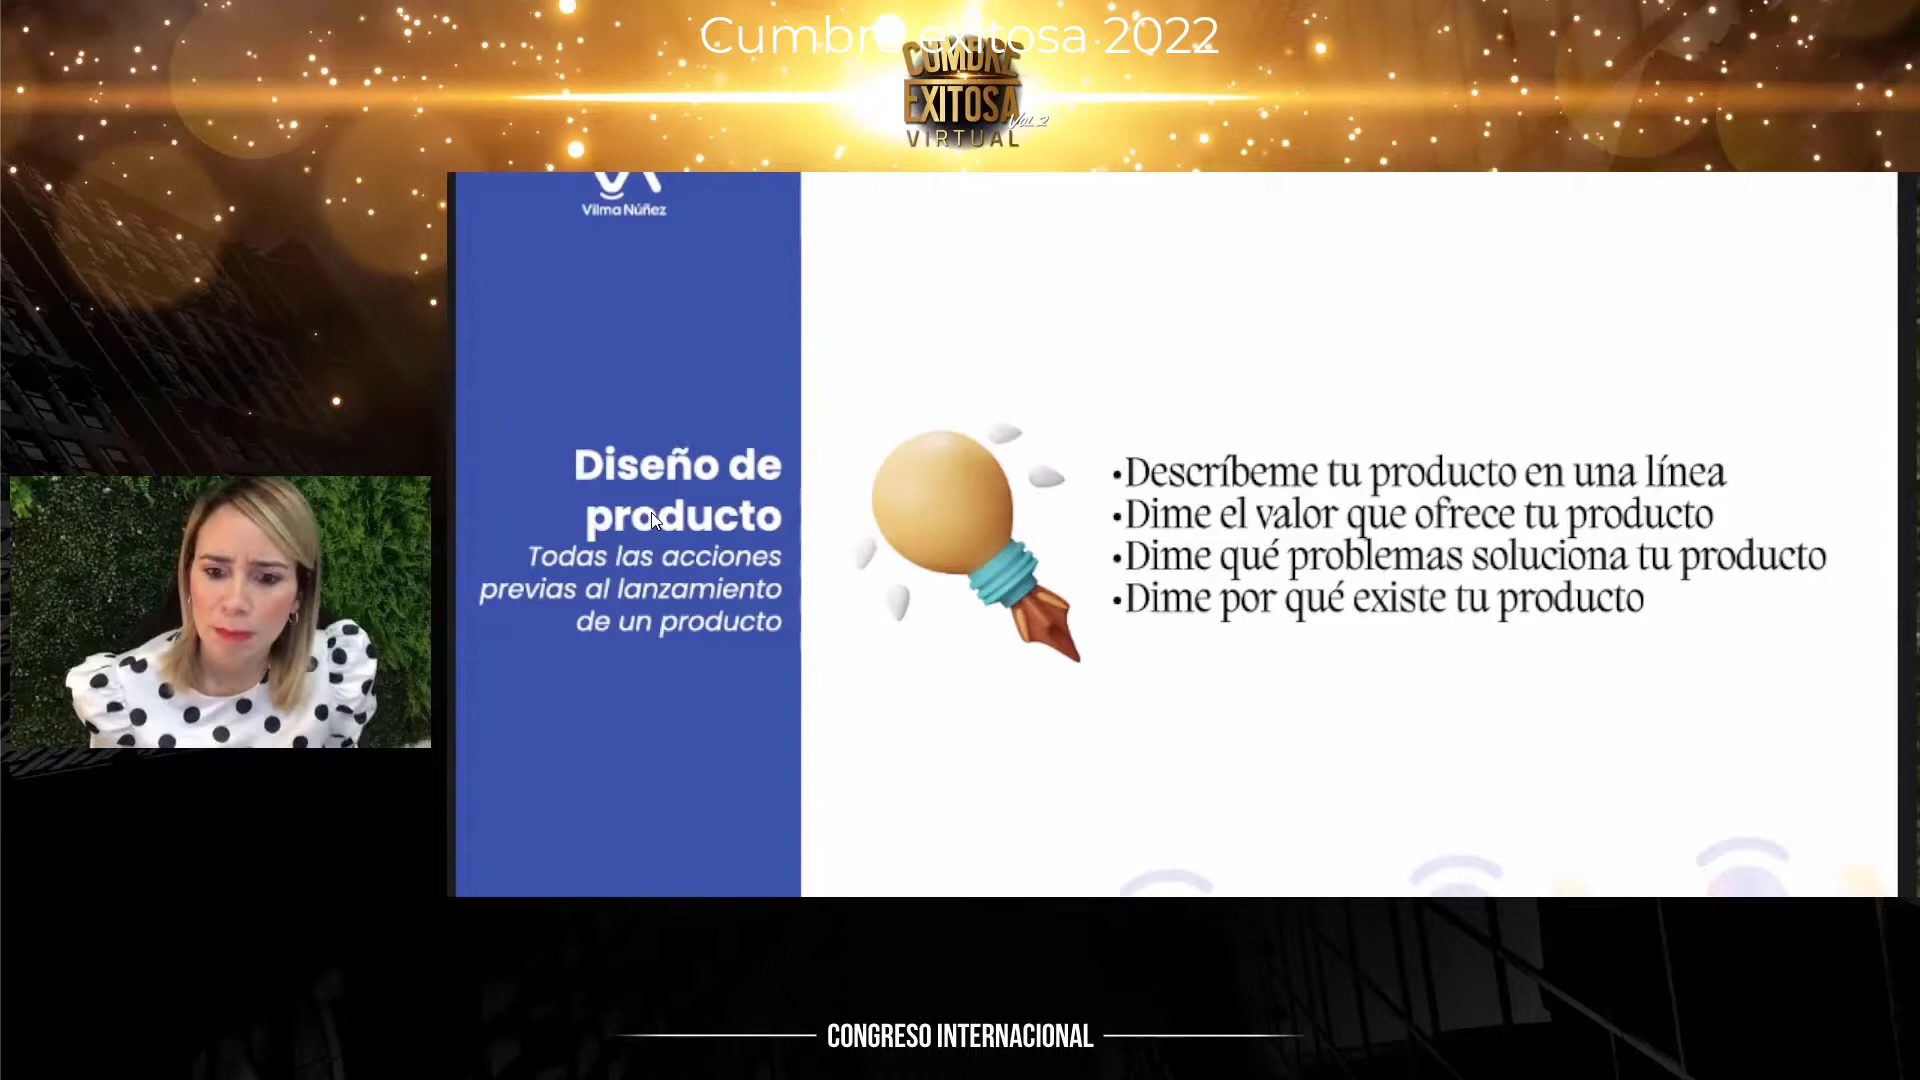 Cumbre exitosa 2022
CUMBRE
EXITOSA
Vol. 2
VIRTUAL
Vilma Núñez
Diseño de
producto
Todas las acciones
previas al lanzamiento
de un producto
•Descríbeme tu producto en una línea
•Dime el valor que ofrece tu producto
•Dime qué problemas soluciona tu producto
•Dime por qué existe tu producto
CONGRESO INTERNACIONAL